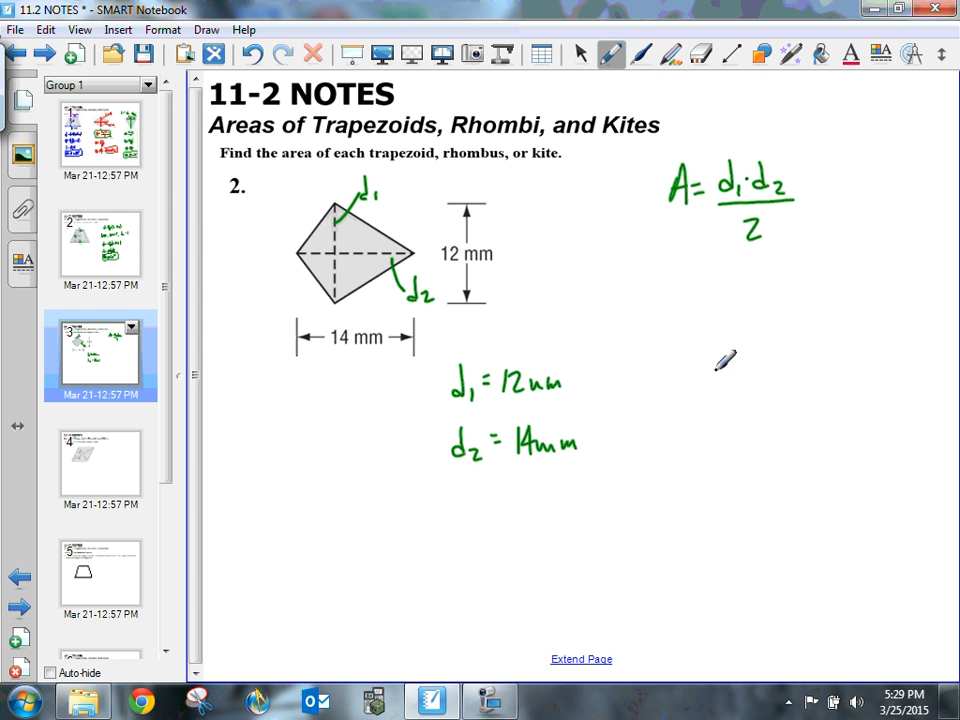 11.2 NOTES * - SMART Notebook
File Edit View Insert Format Draw Help
Group 1
Mar 21-12:57 PM
2
Mar 21-12:57 PM
3
Mar 21-12:57 PM
4
Mar 21-12:57 PM
5
Mar 21-12:57 PM
Auto-hide
11-2 NOTES
Areas of Trapezoids, Rhombi, and Kites
Find the area of each trapezoid, rhombus, or kite.
2.
d1
12 mm
d2
14 mm
A = d1·d2
2
d1 = 12mm
d2 = 14mm
Extend Page
5:29 PM
3/25/2015